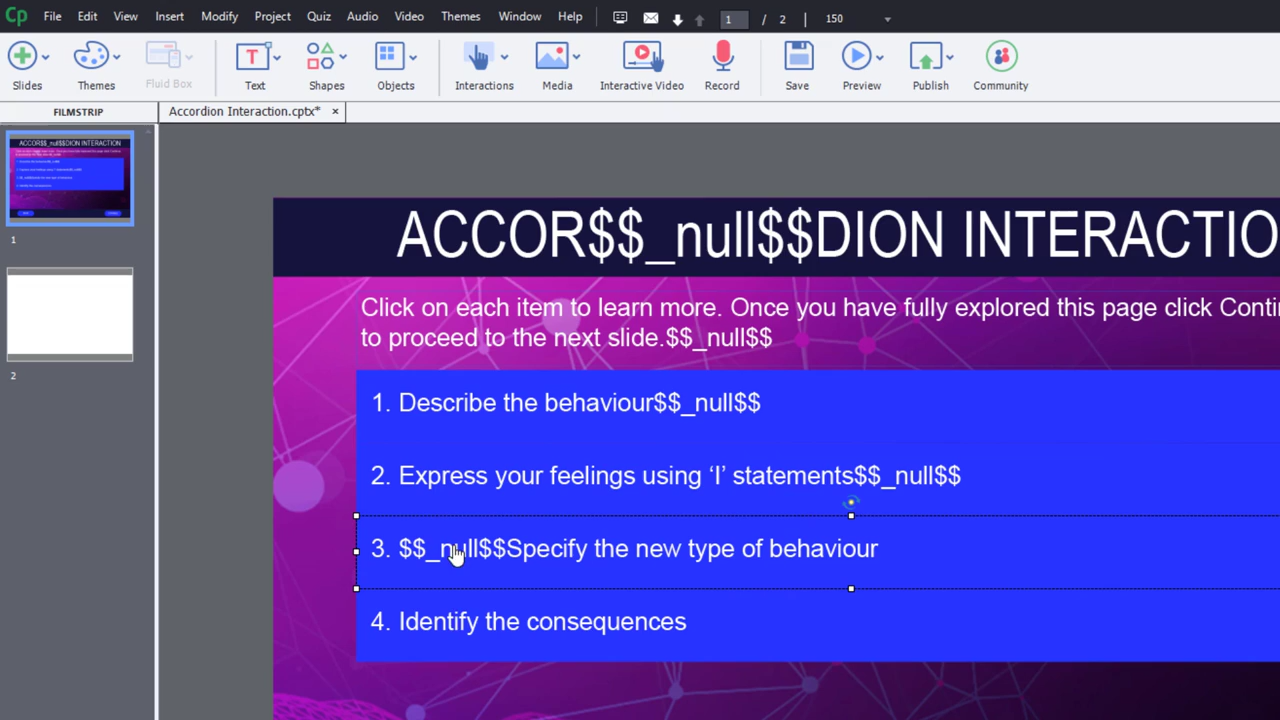 Cp File Edit View Insert Modify Project Quiz Audio Video Themes Window Help 1 / 2 150
Slides Themes Fluid Box T Text Shapes Objects Interactions Media Interactive Video Record Save Preview Publish Community
FILMSTRIP Accordion Interaction.cptx* ×
ACCOR$$_null$$DION INTERACTION
1
2
ACCOR$$_null$$DION INTERACTIO
Click on each item to learn more. Once you have fully explored this page click Conti
to proceed to the next slide.$$_null$$
1. Describe the behaviour$$_null$$
2. Express your feelings using ‘I’ statements$$_null$$
3. $$_null$$Specify the new type of behaviour
4. Identify the consequences